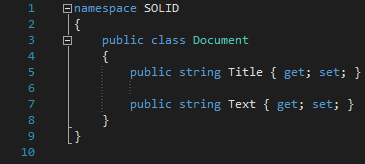 1 namespace SOLID
2 {
3 public class Document
4 {
5 public string Title { get; set; }
6
7 public string Text { get; set; }
8 }
9 }
10